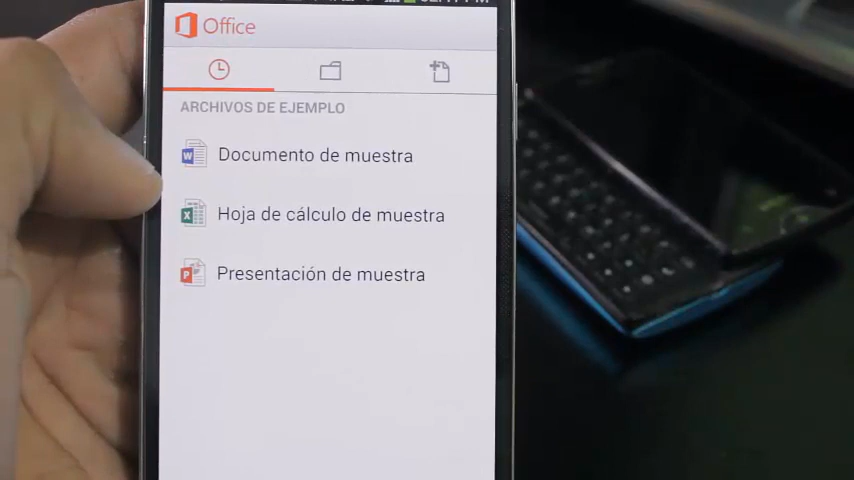 Office
ARCHIVOS DE EJEMPLO
Documento de muestra
Hoja de cálculo de muestra
Presentación de muestra